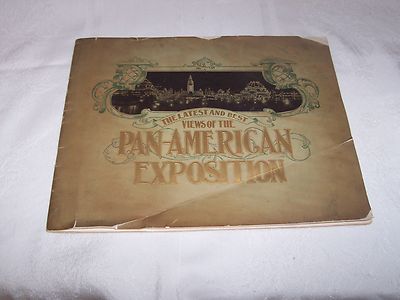 THE LATEST AND BEST
VIEWS OF THE
PAN-AMERICAN
EXPOSITION